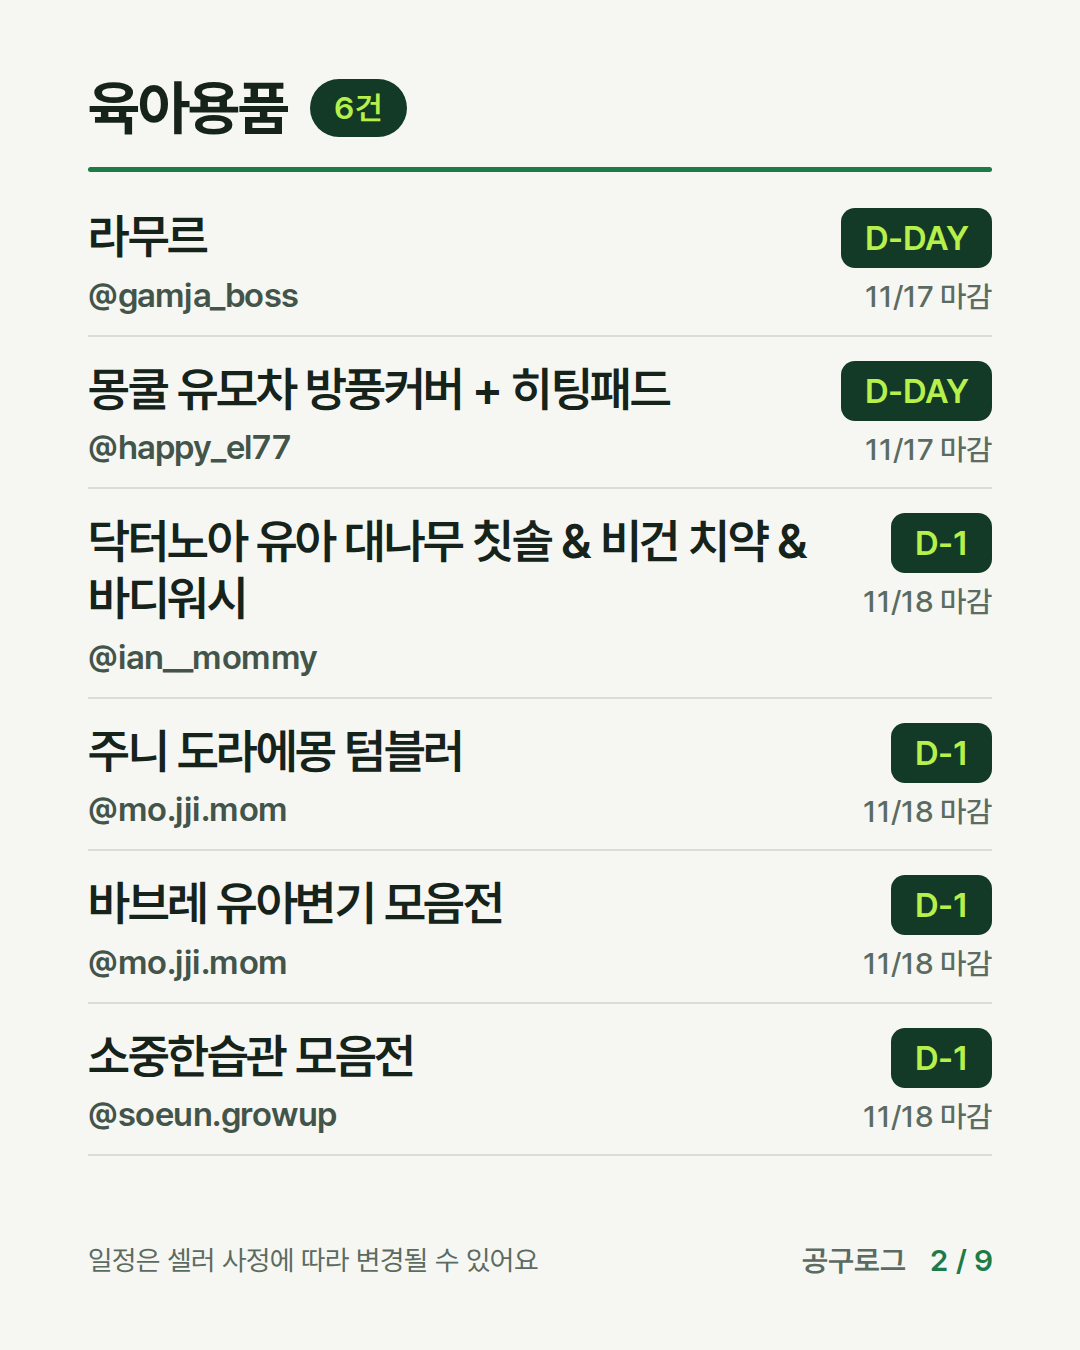 육아용품 6건
라무르 D-DAY
@gamja_boss 11/17 마감
몽쿨 유모차 방풍커버 + 히팅패드 D-DAY
@happy_el77 11/17 마감
닥터노아 유아 대나무 칫솔 & 비건 치약 & D-1
바디워시 11/18 마감
@ian__mommy
주니 도라에몽 텀블러 D-1
@mo.jji.mom 11/18 마감
바브레 유아변기 모음전 D-1
@mo.jji.mom 11/18 마감
소중한습관 모음전 D-1
@soeun.growup 11/18 마감
일정은 셀러 사정에 따라 변경될 수 있어요 공구로그 2 / 9